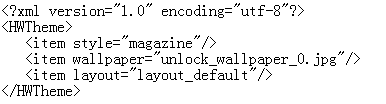 <?xml version="1.0" encoding="utf-8"?>
<HWTheme>
   <item style="magazine"/>
   <item wallpaper="unlock_wallpaper_0.jpg"/>
   <item layout="layout_default"/>
</HWTheme>